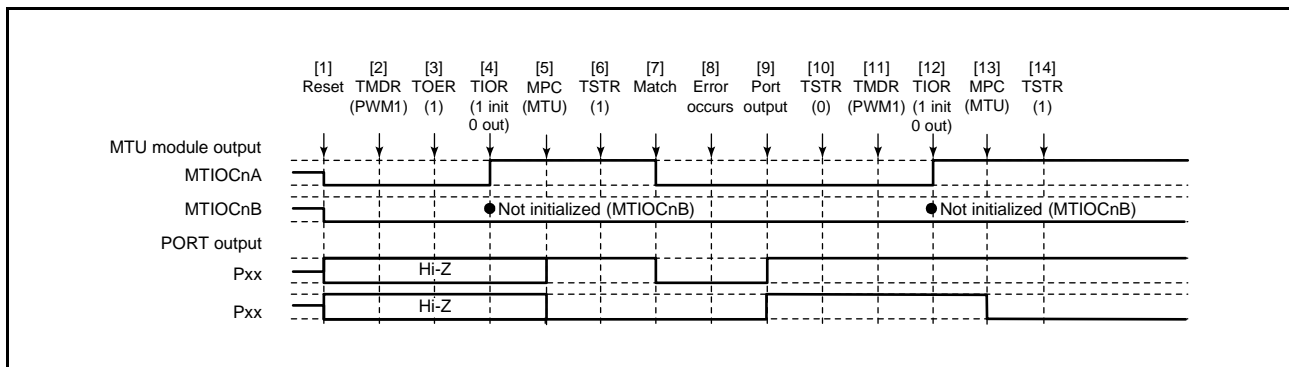 [1] [2] [3] [4] [5] [6] [7] [8] [9] [10] [11] [12] [13] [14]
Reset TMDR TOER TIOR MPC TSTR Match Error Port TSTR TMDR TIOR MPC TSTR
(PWM1) (1) (1 init (MTU) (1) occurs output (0) (PWM1) (1 init (MTU) (1)
0 out) 0 out)
MTU module output
MTIOCnA
MTIOCnB Not initialized (MTIOCnB) Not initialized (MTIOCnB)
PORT output
Pxx Hi-Z
Pxx Hi-Z